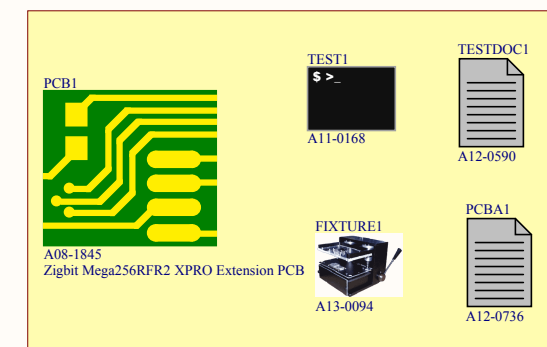 PCB1
A08-1845
Zigbit Mega256RFR2 XPRO Extension PCB
TEST1
$ >_
A11-0168
TESTDOC1
A12-0590
FIXTURE1
A13-0094
PCBA1
A12-0736